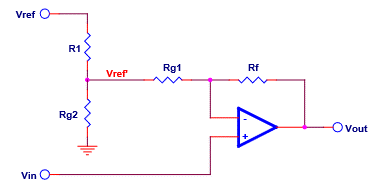 Vref
R1
Vref'
Rg1
Rf
Rg2
-
+
Vout
Vin